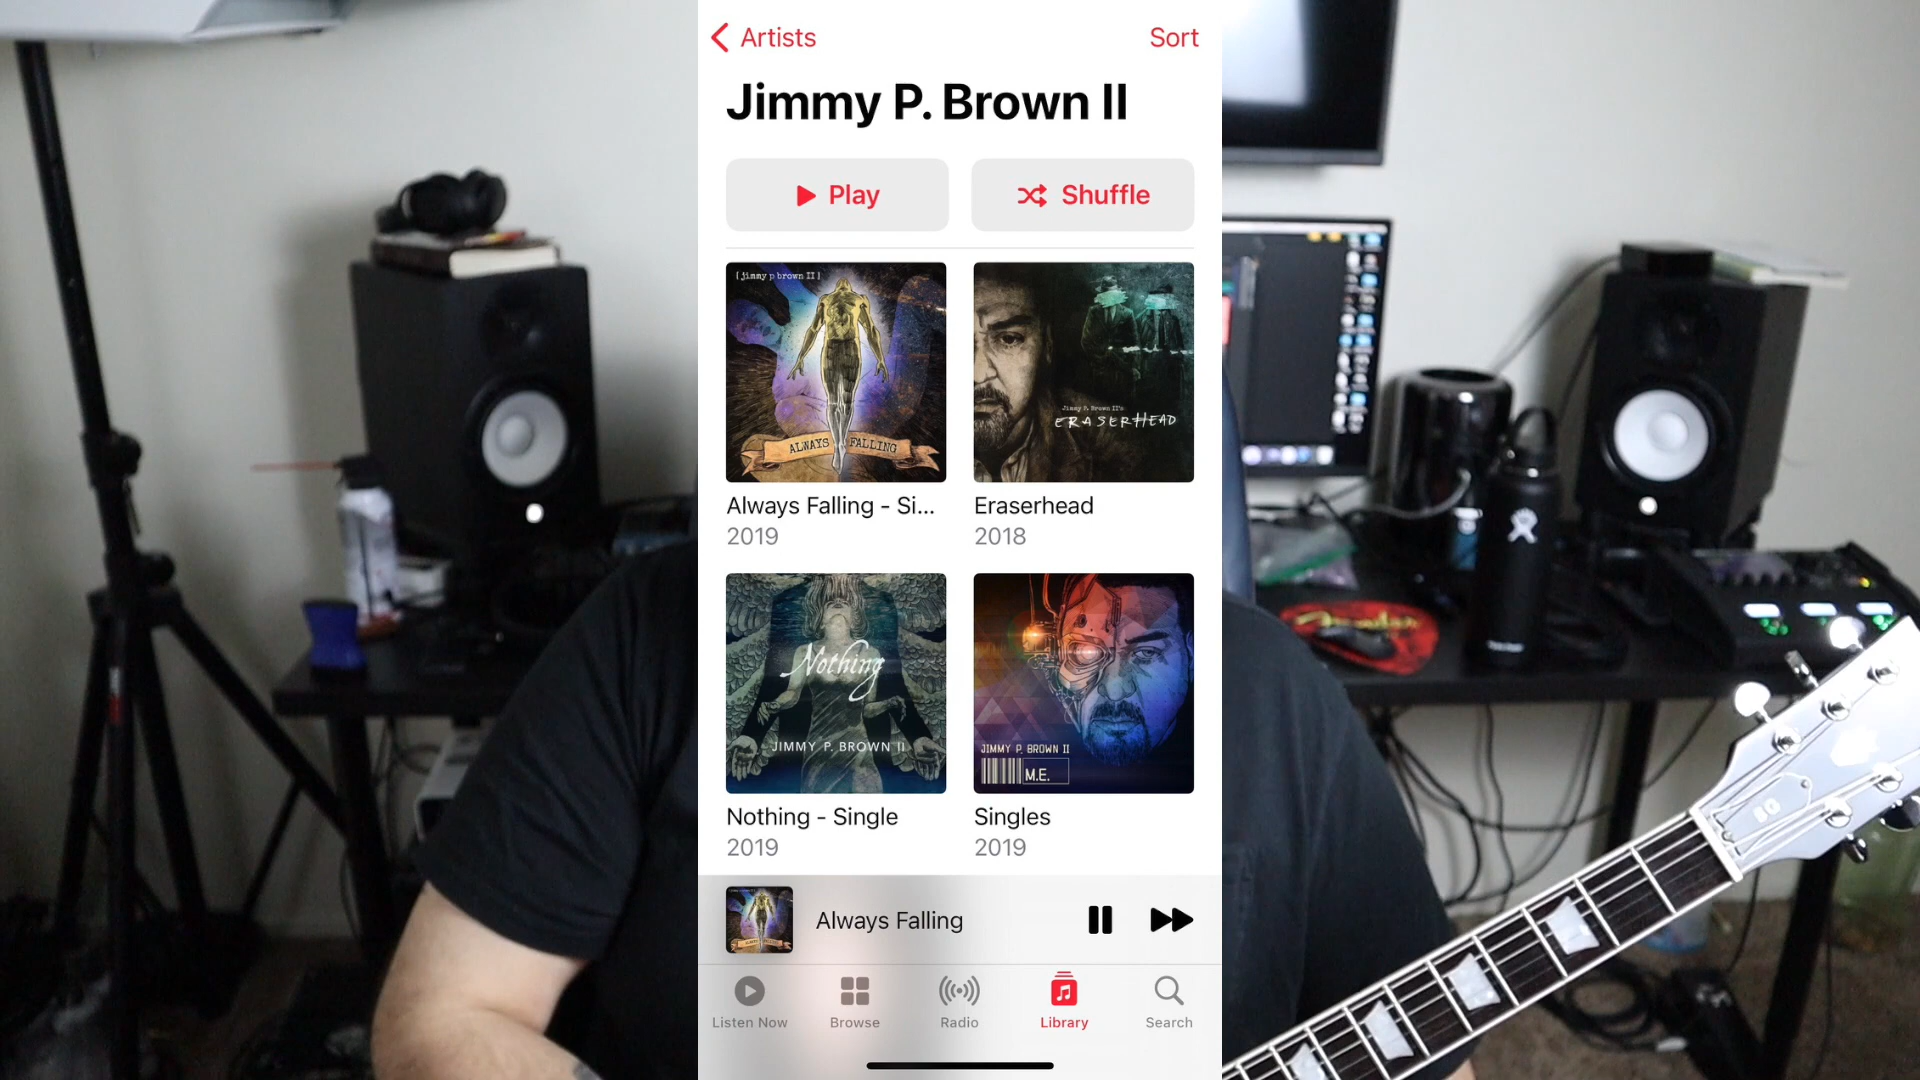 Artists
Sort
Jimmy P. Brown II
Play
Shuffle
[jimmy p brown II]
ALWAYS FALLING
Jimmy P. Brown II's
ERASERHEAD
Always Falling - Si...
2019
Eraserhead
2018
Nothing
JIMMY P. BROWN II
JIMMY P. BROWN II
M.E.
Nothing - Single
2019
Singles
2019
Always Falling
Listen Now
Browse
Radio
Library
Search